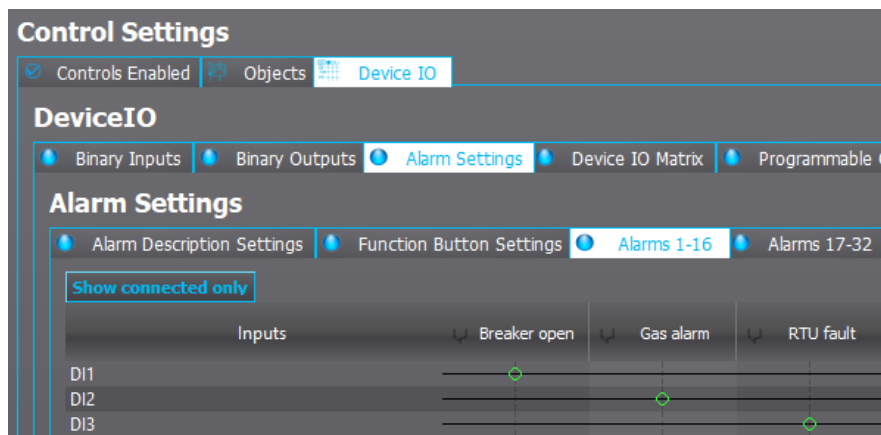 Control Settings
Controls Enabled Objects Device IO
DeviceIO
Binary Inputs Binary Outputs Alarm Settings Device IO Matrix Programmable
Alarm Settings
Alarm Description Settings Function Button Settings Alarms 1-16 Alarms 17-32
Show connected only
Inputs Breaker open Gas alarm RTU fault
DI1
DI2
DI3